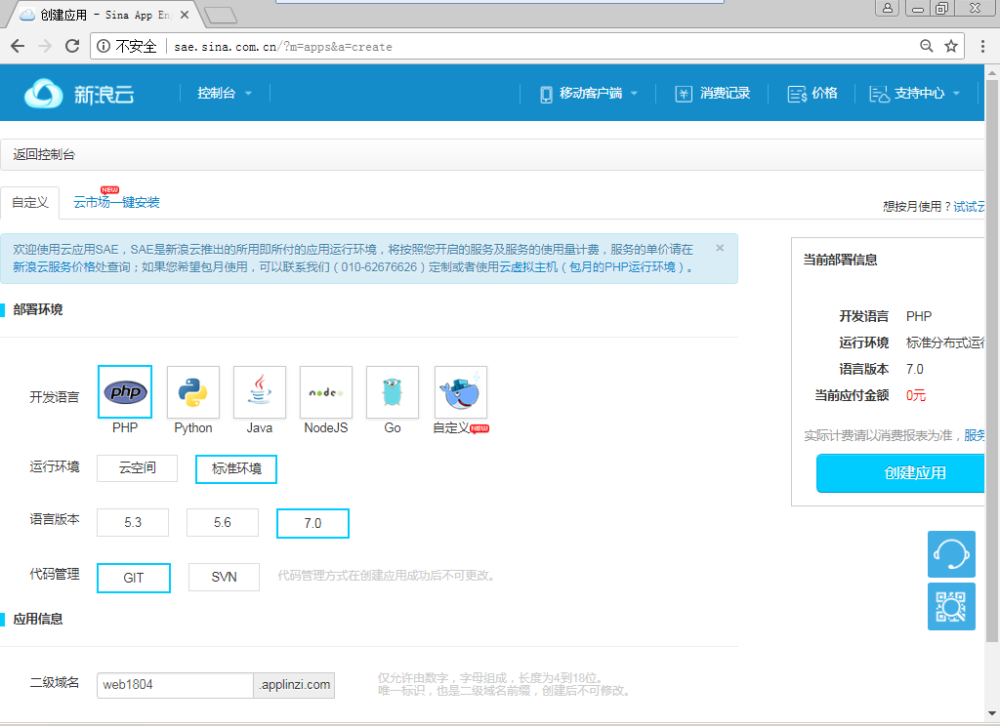 创建应用 - Sina App En
不安全 sae.sina.com.cn/?m=apps&a=create
新浪云 控制台 移动客户端 消费记录 价格 支持中心
返回控制台
自定义 云市场一键安装 NEW
想按月使用？试试云
欢迎使用云应用SAE，SAE是新浪云推出的所用即所付的应用运行环境，将按照您开启的服务及服务的使用量计费，服务的单价请在
新浪云服务价格处查询；如果您希望包月使用，可以联系我们（010-62676626）定制或者使用云虚拟主机（包月的PHP运行环境）。
当前部署信息
部署环境
开发语言 PHP
运行环境 标准分布式运行
语言版本 7.0
当前应付金额 0元
实际计费请以消费报表为准，服务
创建应用
开发语言
php node
PHP Python Java NodeJS Go 自定义 NEW
运行环境 云空间 标准环境
语言版本 5.3 5.6 7.0
代码管理 GIT SVN 代码管理方式在创建应用成功后不可更改。
应用信息
二级域名 web1804 .applinzi.com
仅允许由数字，字母组成，长度为4到18位。
唯一标识，也是二级域名前缀，创建后不可修改。